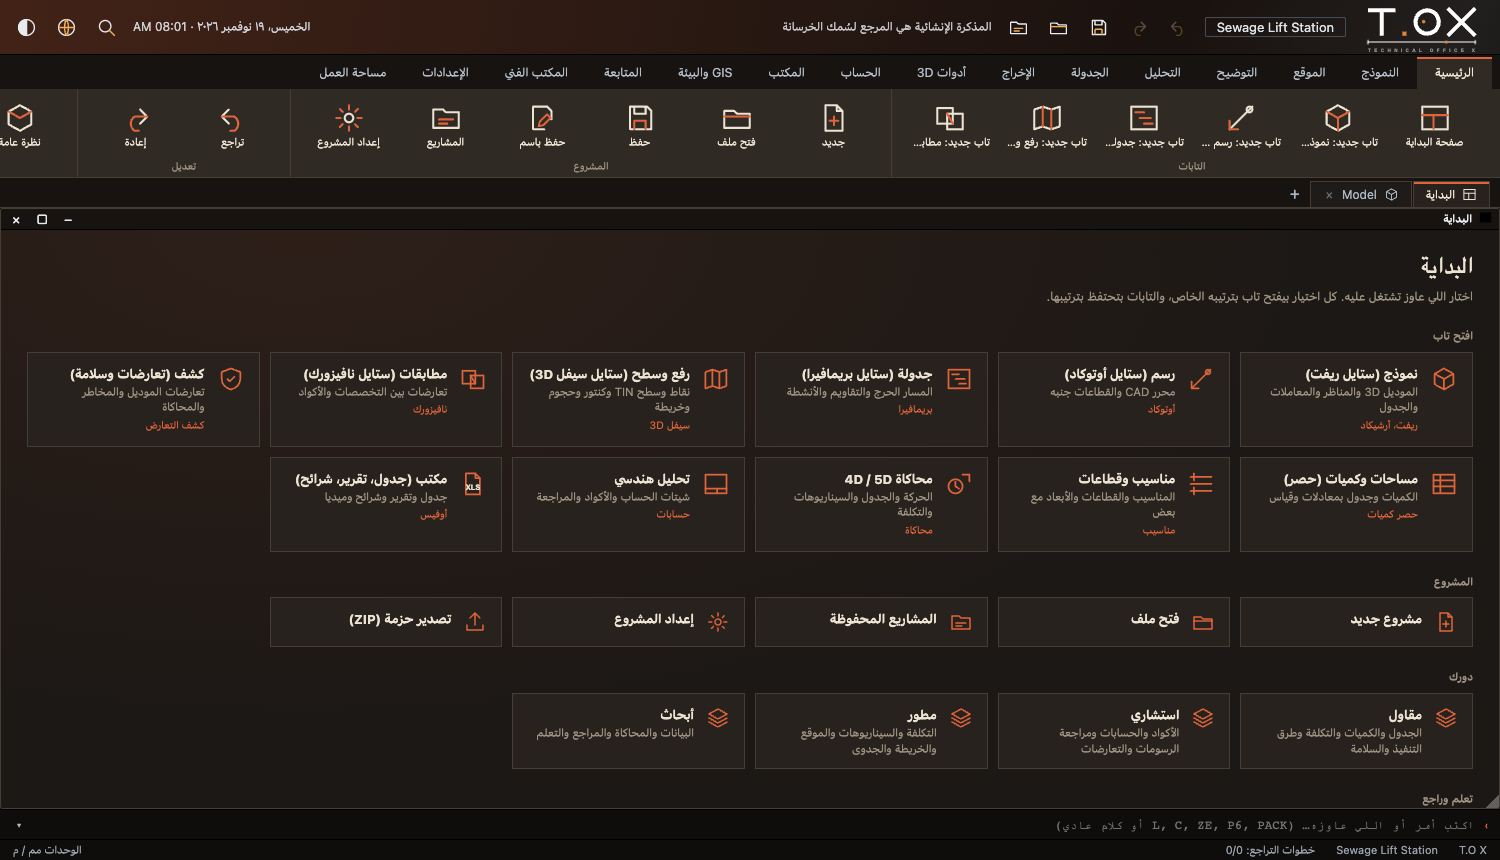 T.OX
TECHNICAL OFFICE X
Sewage Lift Station
المذكرة الإنشائية هي المرجع لسُمك الخرسانة
الخميس، ١٩ نوفمبر ٢٠٢٦ · 08:01 AM
الرئيسية
النموذج
الموقع
التوضيح
التحليل
الجدولة
الإخراج
أدوات 3D
الحساب
المكتب
GIS والبيئة
المتابعة
المكتب الفني
الإعدادات
مساحة العمل
صفحة البداية
تاب جديد: نموذ...
تاب جديد: رسم ...
تاب جديد: جدول...
تاب جديد: رفع و...
تاب جديد: مطابـ...
التابات
جديد
فتح ملف
حفظ
حفظ باسم
المشاريع
إعداد المشروع
المشروع
تراجع
إعادة
تعديل
نظرة عامة
البداية
Model ×
+
البداية
البداية
اختار اللي عاوز تشتغل عليه. كل اختيار بيفتح تاب بترتيبه الخاص، والتابات بتحتفظ بترتيبها.
افتح تاب
نموذج (ستايل ريفت)
الموديل 3D والمناظر والمعاملات
والجدول
ريفت، أرشيكاد
رسم (ستايل أوتوكاد)
محرر CAD والقطاعات جنبه
أوتوكاد
جدولة (ستايل بريمافيرا)
المسار الحرج والتقاويم والأنشطة
بريمافيرا
رفع وسطح (ستايل سيفل 3D)
نقاط وسطح TIN وكنتور وحجوم
وخريطة
سيفل 3D
مطابقات (ستايل نافيزورك)
تعارضات بين التخصصات والأكواد
نافيزورك
كشف (تعارضات وسلامة)
تعارضات الموديل والمخاطر
والمحاكاة
كشف التعارض
مساحات وكميات (حصر)
الكميات وجدول بمعادلات وقياس
حصر كميات
مناسيب وقطاعات
المناسيب والقطاعات والأبعاد مع
بعض
مناسيب
محاكاة 4D / 5D
الحركة والجدول والسيناريوهات
والتكلفة
محاكاة
تحليل هندسي
شيتات الحساب والأكواد والمراجعة
حسابات
XLS
مكتب (جدول، تقرير، شرائح)
جدول وتقرير وشرائح وميديا
أوفيس
المشروع
مشروع جديد
فتح ملف
المشاريع المحفوظة
إعداد المشروع
تصدير حزمة (ZIP)
دورك
مقاول
الجدول والكميات والتكلفة وطرق
التنفيذ والسلامة
استشاري
الأكواد والحسابات ومراجعة
الرسومات والتعارضات
مطور
التكلفة والسيناريوهات والموقع
والخريطة والجدوى
أبحاث
البيانات والمحاكاة والمراجع والتعلم
تعلم وراجع
اكتب أمر أو اللي عاوزه… (L, C, ZE, P6, PACK أو كلام عادي)
T.O X
Sewage Lift Station
خطوات التراجع: 0/0
الوحدات مم / م